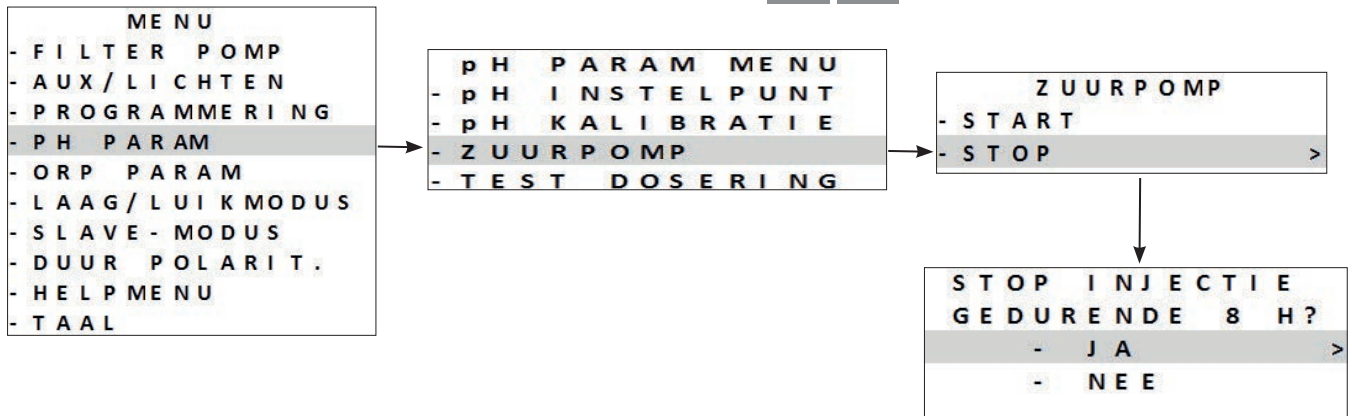 MENU
- FILTER POMP
- AUX/LICHTEN
- PROGRAMMERING
- PH PARAM
- ORP PARAM
- LAAG/LUIKMODUS
- SLAVE-MODUS
- DUUR POLARIT.
- HELPMENU
- TAAL
pH PARAM MENU
- pH INSTELPUNT
- pH KALIBRATIE
- ZUURPOMP
- TEST DOSERING
ZUURPOMP
- START
- STOP >
STOP INJECTIE
GEDURENDE 8 H?
- JA >
- NEE